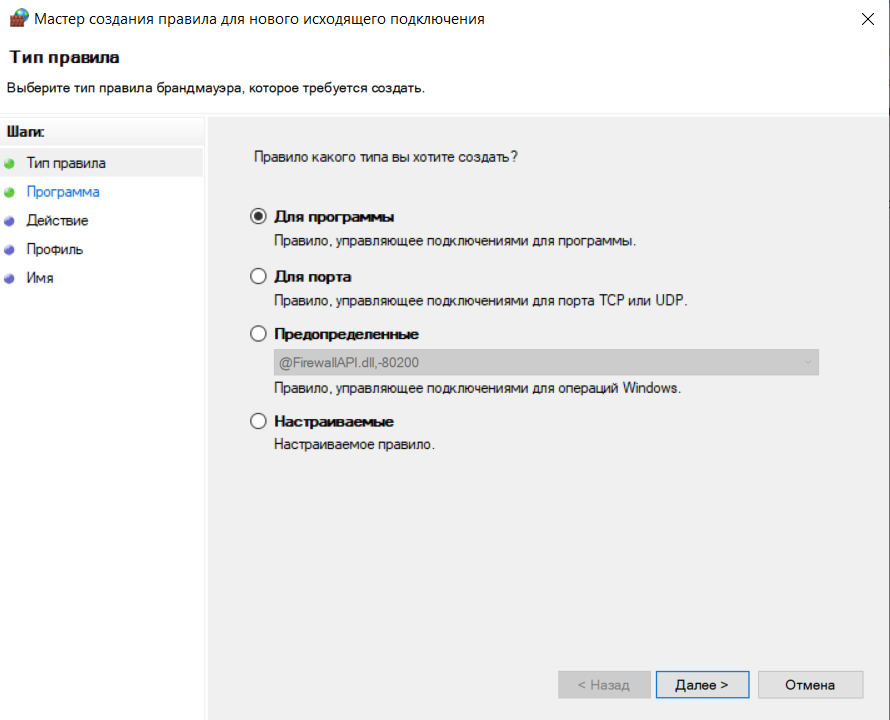 Мастер создания правила для нового исходящего подключения
Тип правила
Выберите тип правила брандмауэра, которое требуется создать.
Шаги:
Тип правила
Программа
Действие
Профиль
Имя
Правило какого типа вы хотите создать?
Для программы
Правило, управляющее подключениями для программы.
Для порта
Правило, управляющее подключениями для порта TCP или UDP.
Предопределенные
@FirewallAPI.dll,-80200
Правило, управляющее подключениями для операций Windows.
Настраиваемые
Настраиваемое правило.
< Назад
Далее >
Отмена